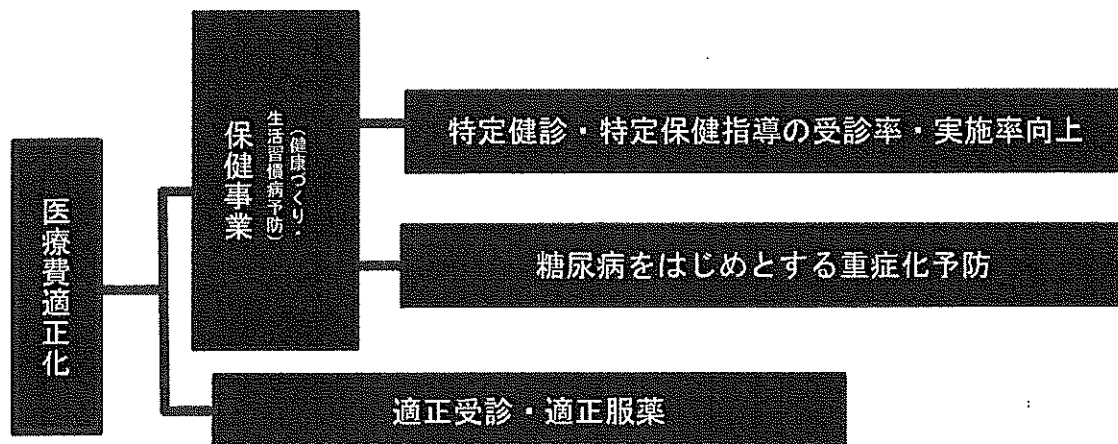 医療費適正化
保健事業
(健康づくり・
生活習慣病予防)
特定健診・特定保健指導の受診率・実施率向上
糖尿病をはじめとする重症化予防
適正受診・適正服薬